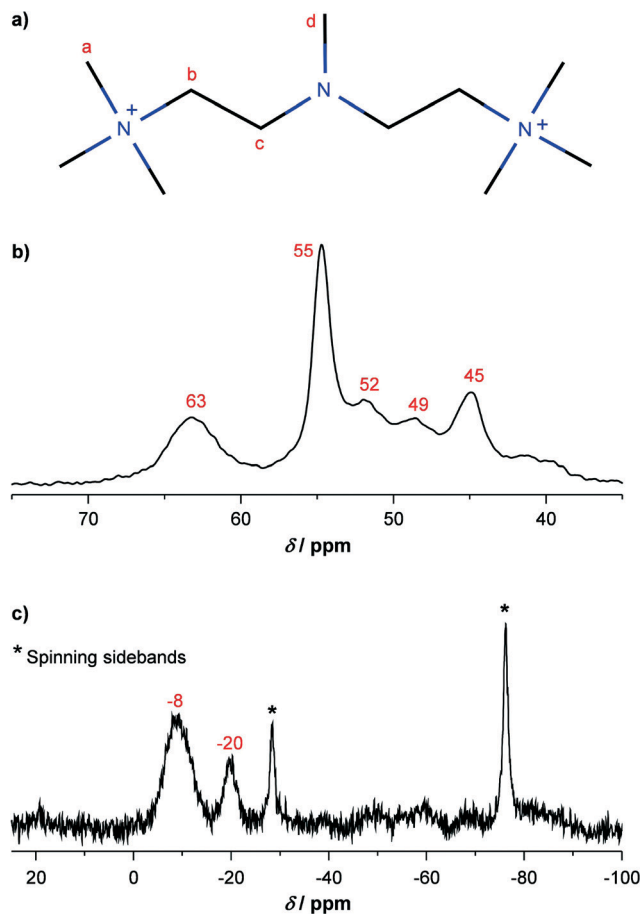 a)
d
a
b
N
+
N
N+
c
b)
55
63
52
49
45
70 60 50 40
δ / ppm
c)
* Spinning sidebands
*
-8
*
-20
20 0 -20 -40 -60 -80 -100
δ / ppm